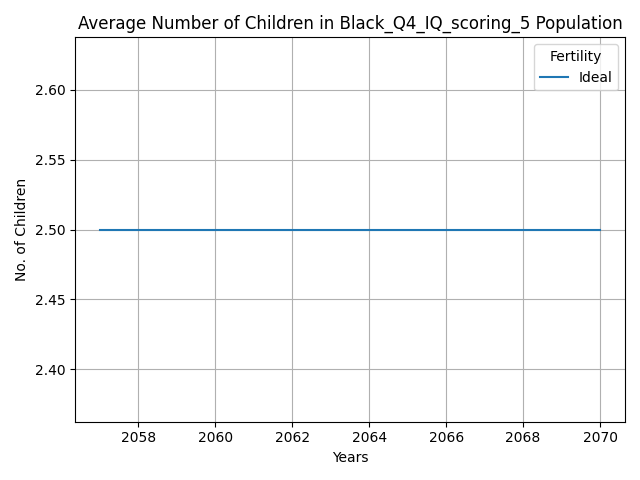 Average Number of Children in Black_Q4_IQ_scoring_5 Population
Fertility
Ideal
2.60
2.55
2.50
2.45
2.40
No. of Children
2058 2060 2062 2064 2066 2068 2070
Years